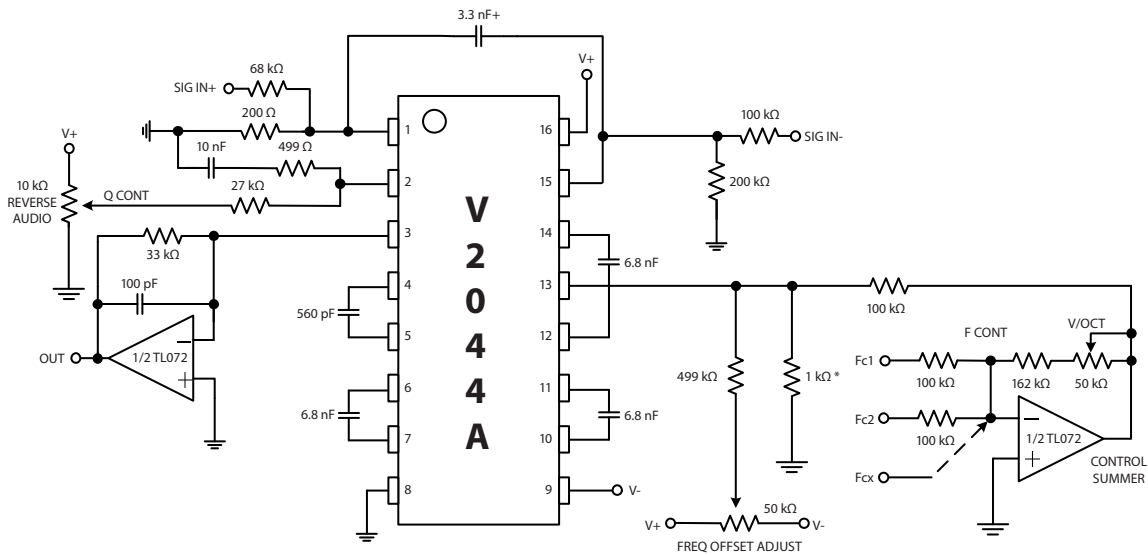 3.3 nF+
V+
68 kΩ
SIG IN+
200 Ω
100 kΩ
SIG IN-
V+
10 nF
499 Ω
1
16
200 kΩ
10 kΩ
REVERSE
AUDIO
Q CONT
27 kΩ
2
15
33 kΩ
3
14
6.8 nF
100 pF
4
13
560 pF
100 kΩ
V/OCT
F CONT
OUT
1/2 TL072
5
12
Fc1
100 kΩ
162 kΩ
50 kΩ
499 kΩ
1 kΩ *
6.8 nF
6
11
6.8 nF
Fc2
100 kΩ
1/2 TL072
7
10
CONTROL
SUMMER
Fcx
8
9
V-
V
2
0
4
4
A
50 kΩ
V+
V-
FREQ OFFSET ADJUST